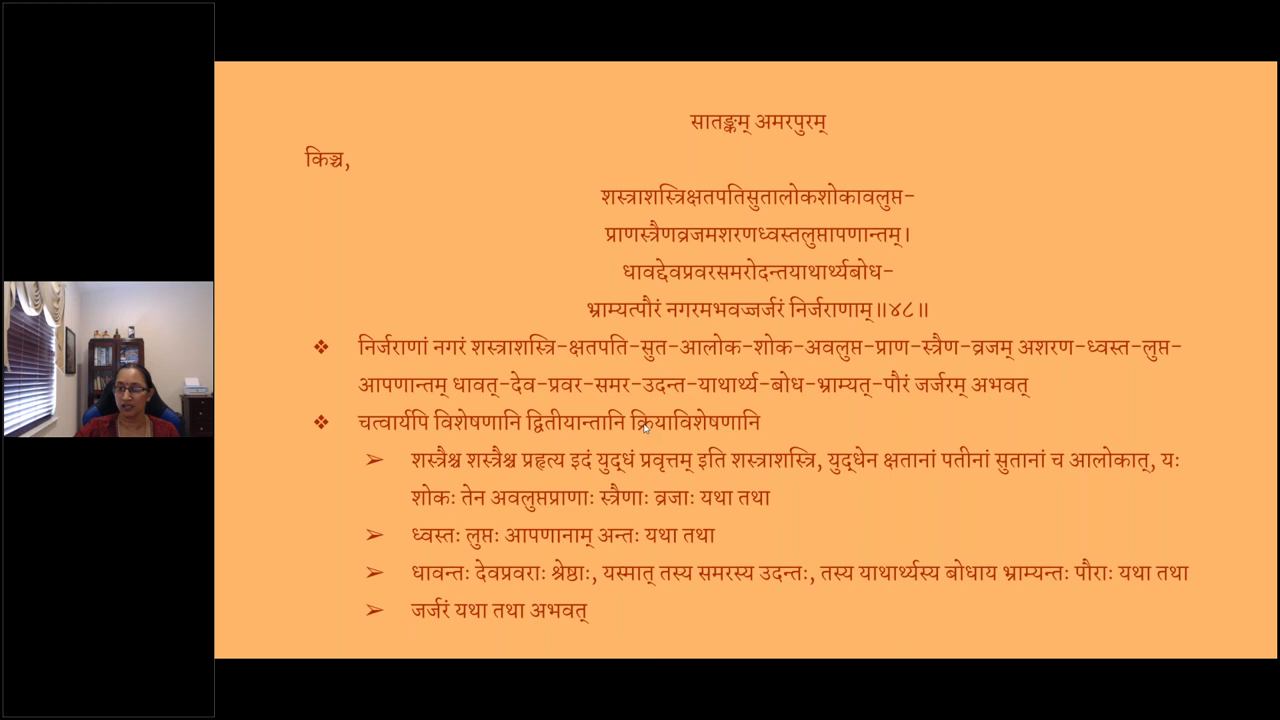 सातङ्कम् अमरपुरम्
किञ्च,
शस्त्राशस्त्रिक्षतपतिसुतालोकशोकावलुप्त-
प्राणस्त्रैणव्रजमशरणध्वस्तलुप्तापणान्तम्।
धावद्देवप्रवरसमरोदन्तयाथार्थ्यबोध-
भ्राम्यत्पौरं नगरमभवज्जर्जरं निर्जराणाम्॥४८॥
❖ निर्जराणां नगरं शस्त्राशस्त्रि-क्षतपति-सुत-आलोक-शोक-अवलुप्त-प्राण-स्त्रैण-व्रजम् अशरण-ध्वस्त-लुप्त-
आपणान्तम् धावत्-देव-प्रवर-समर-उदन्त-याथार्थ्य-बोध-भ्राम्यत्-पौरं जर्जरम् अभवत्
❖ चत्वार्यपि विशेषणानि द्वितीयान्तानि क्रियाविशेषणानि
➢ शस्त्रैश्च शस्त्रैश्च प्रहृत्य इदं युद्धं प्रवृत्तम् इति शस्त्राशस्त्रि, युद्धेन क्षतानां पतीनां सुतानां च आलोकात्, यः
शोकः तेन अवलुप्तप्राणाः स्त्रैणाः व्रजाः यथा तथा
➢ ध्वस्तः लुप्तः आपणानाम् अन्तः यथा तथा
➢ धावन्तः देवप्रवराः श्रेष्ठाः, यस्मात् तस्य समरस्य उदन्तः, तस्य याथार्थ्यस्य बोधाय भ्राम्यन्तः पौराः यथा तथा
➢ जर्जरं यथा तथा अभवत्